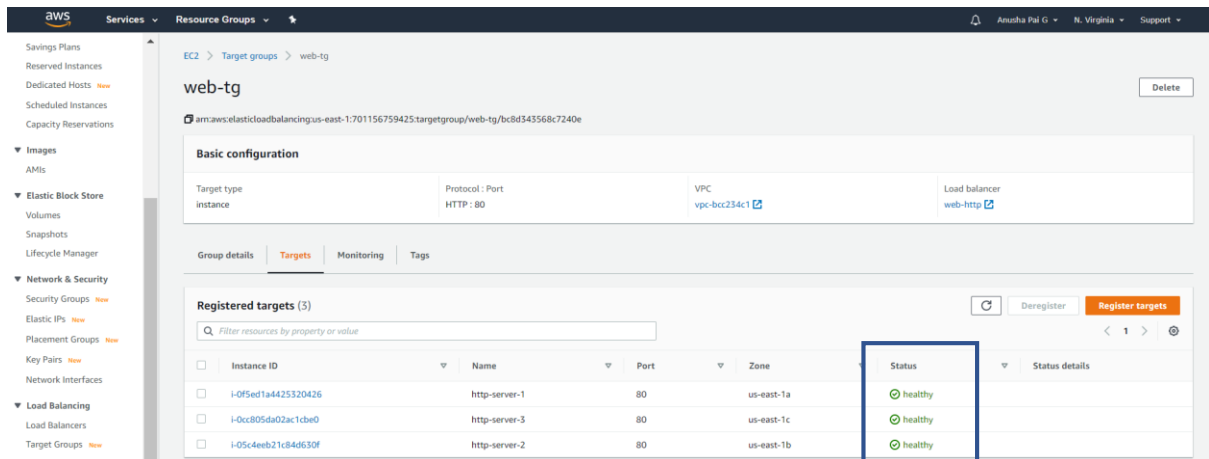 aws Services Resource Groups Anusha Pai G N. Virginia Support
Savings Plans
Reserved Instances
Dedicated Hosts New
Scheduled Instances
Capacity Reservations
Images
AMIs
Elastic Block Store
Volumes
Snapshots
Lifecycle Manager
Network & Security
Security Groups New
Elastic IPs New
Placement Groups New
Key Pairs New
Network Interfaces
Load Balancing
Load Balancers
Target Groups New
EC2 > Target groups > web-tg
web-tg
Delete
arn:aws:elasticloadbalancing:us-east-1:701156759425:targetgroup/web-tg/bc8d343568c7240e
Basic configuration
Target type Protocol : Port VPC Load balancer
instance HTTP : 80 vpc-bcc234c1 web-http
Group details Targets Monitoring Tags
Registered targets (3) Deregister Register targets
Filter resources by property or value < 1 >
Instance ID Name Port Zone Status Status details
i-0f5ed1a4425320426 http-server-1 80 us-east-1a healthy
i-0cc805da02ac1cbe0 http-server-3 80 us-east-1c healthy
i-05c4eeb21c84d630f http-server-2 80 us-east-1b healthy